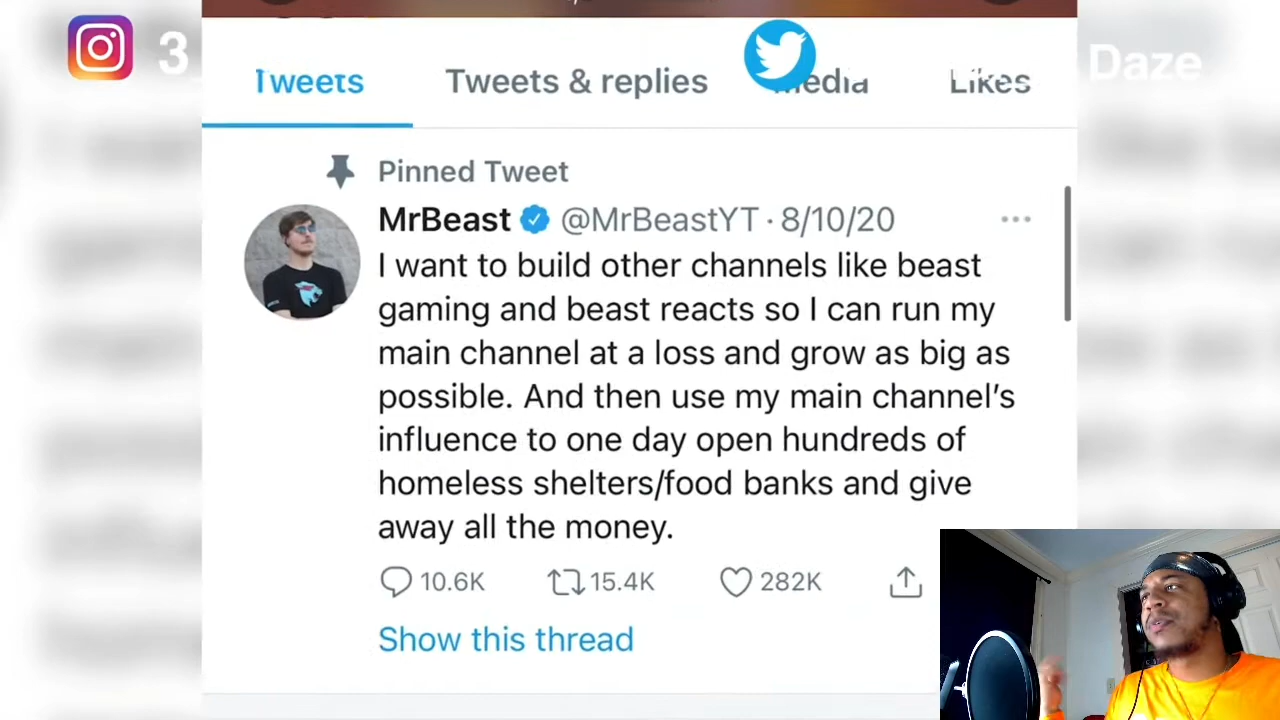 3
Daze
Tweets Tweets & replies Media Likes
Pinned Tweet
MrBeast @MrBeastYT · 8/10/20
I want to build other channels like beast
gaming and beast reacts so I can run my
main channel at a loss and grow as big as
possible. And then use my main channel's
influence to one day open hundreds of
homeless shelters/food banks and give
away all the money.
10.6K 15.4K 282K
Show this thread